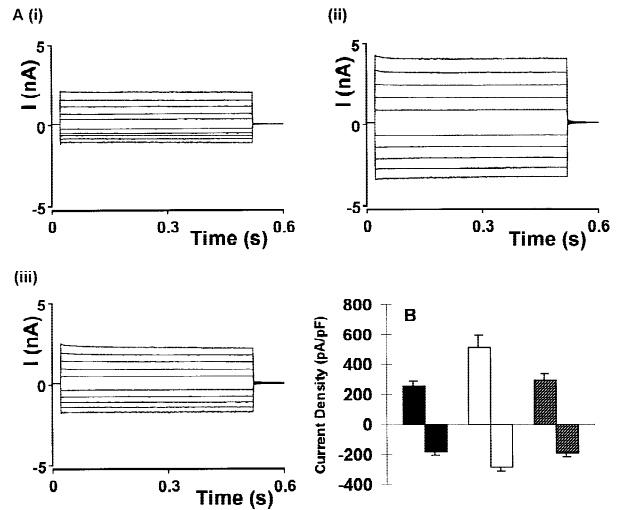 A (i)
5
I (nA)
0
-5
0
0.3
0.6
Time (s)
(ii)
5
I (nA)
0
-5
0
0.3
0.6
Time (s)
(iii)
5
I (nA)
0
-5
0
0.3
0.6
Time (s)
B
Current Density (pA/pF)
800
600
400
200
0
-200
-400